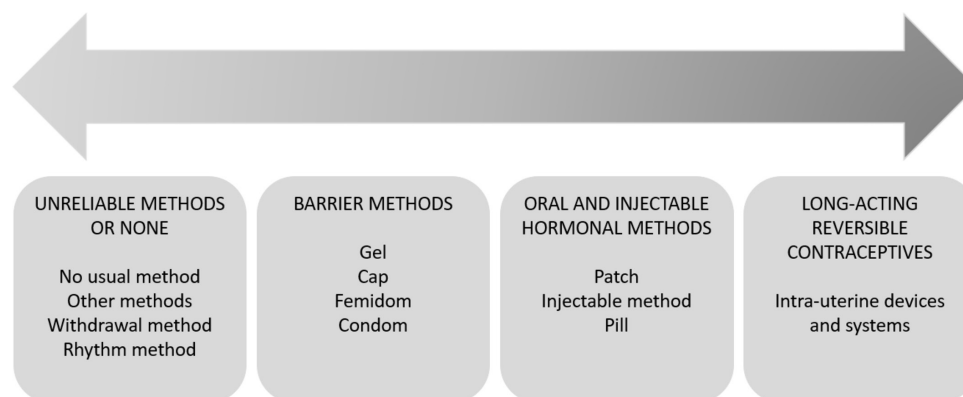 UNRELIABLE METHODS
OR NONE
No usual method
Other methods
Withdrawal method
Rhythm method
BARRIER METHODS
Gel
Cap
Femidom
Condom
ORAL AND INJECTABLE
HORMONAL METHODS
Patch
Injectable method
Pill
LONG-ACTING
REVERSIBLE
CONTRACEPTIVES
Intra-uterine devices
and systems